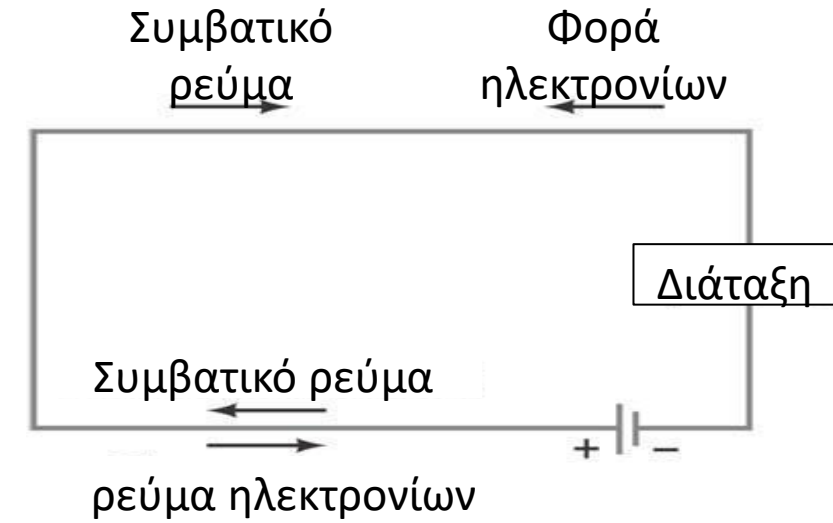 Συμβατικό
ρεύμα
Φορά
ηλεκτρονίων
Διάταξη
Συμβατικό ρεύμα
+ −
ρεύμα ηλεκτρονίων